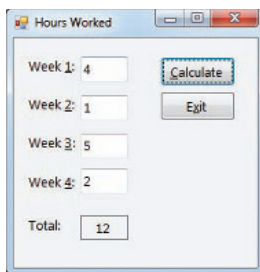 Hours Worked
Week 1: 4 Calculate
Week 2: 1 Exit
Week 3: 5
Week 4: 2
Total: 12